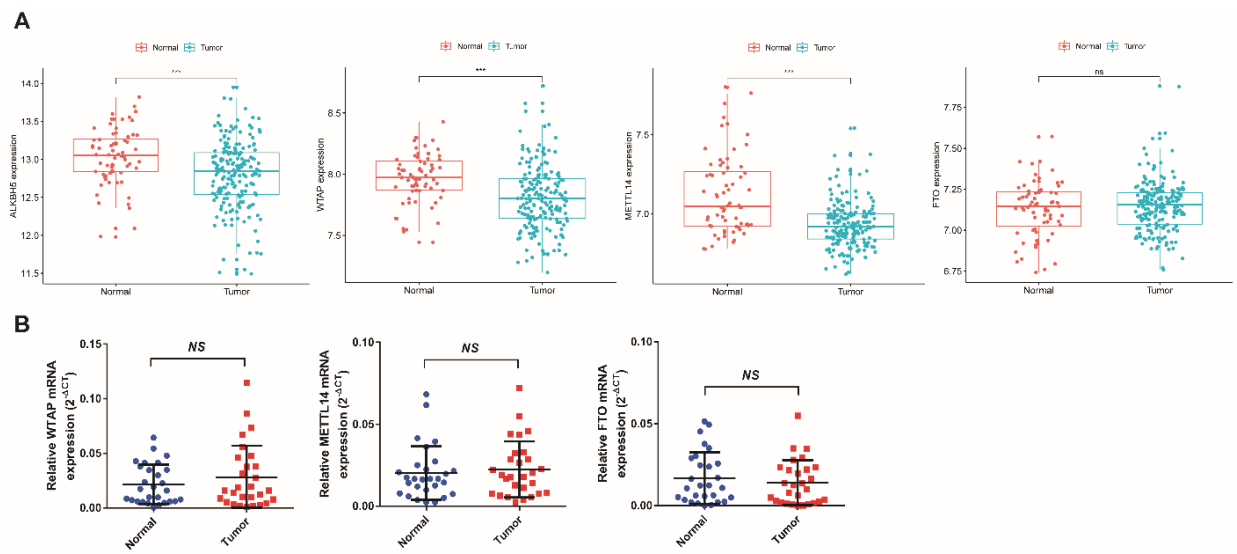 A
Normal Tumor
ALKBH5 expression
14.0
13.5
13.0
12.5
12.0
11.5
Normal Tumor
Normal Tumor
***
WTAP expression
8.5
8.0
7.5
Normal Tumor
Normal Tumor
METTL14 expression
7.5
7.0
Normal Tumor
Normal Tumor
ns
FTO expression
7.75
7.50
7.25
7.00
6.75
Normal Tumor
B
Relative WTAP mRNA
expression (2^-ΔCT)
0.15
0.10
0.05
0.00
NS
Normal Tumor
Relative METTL14 mRNA
expression (2^-ΔCT)
0.10
0.05
0.00
NS
Normal Tumor
Relative FTO mRNA
expression (2^-ΔCT)
0.10
0.05
0.00
NS
Normal Tumor